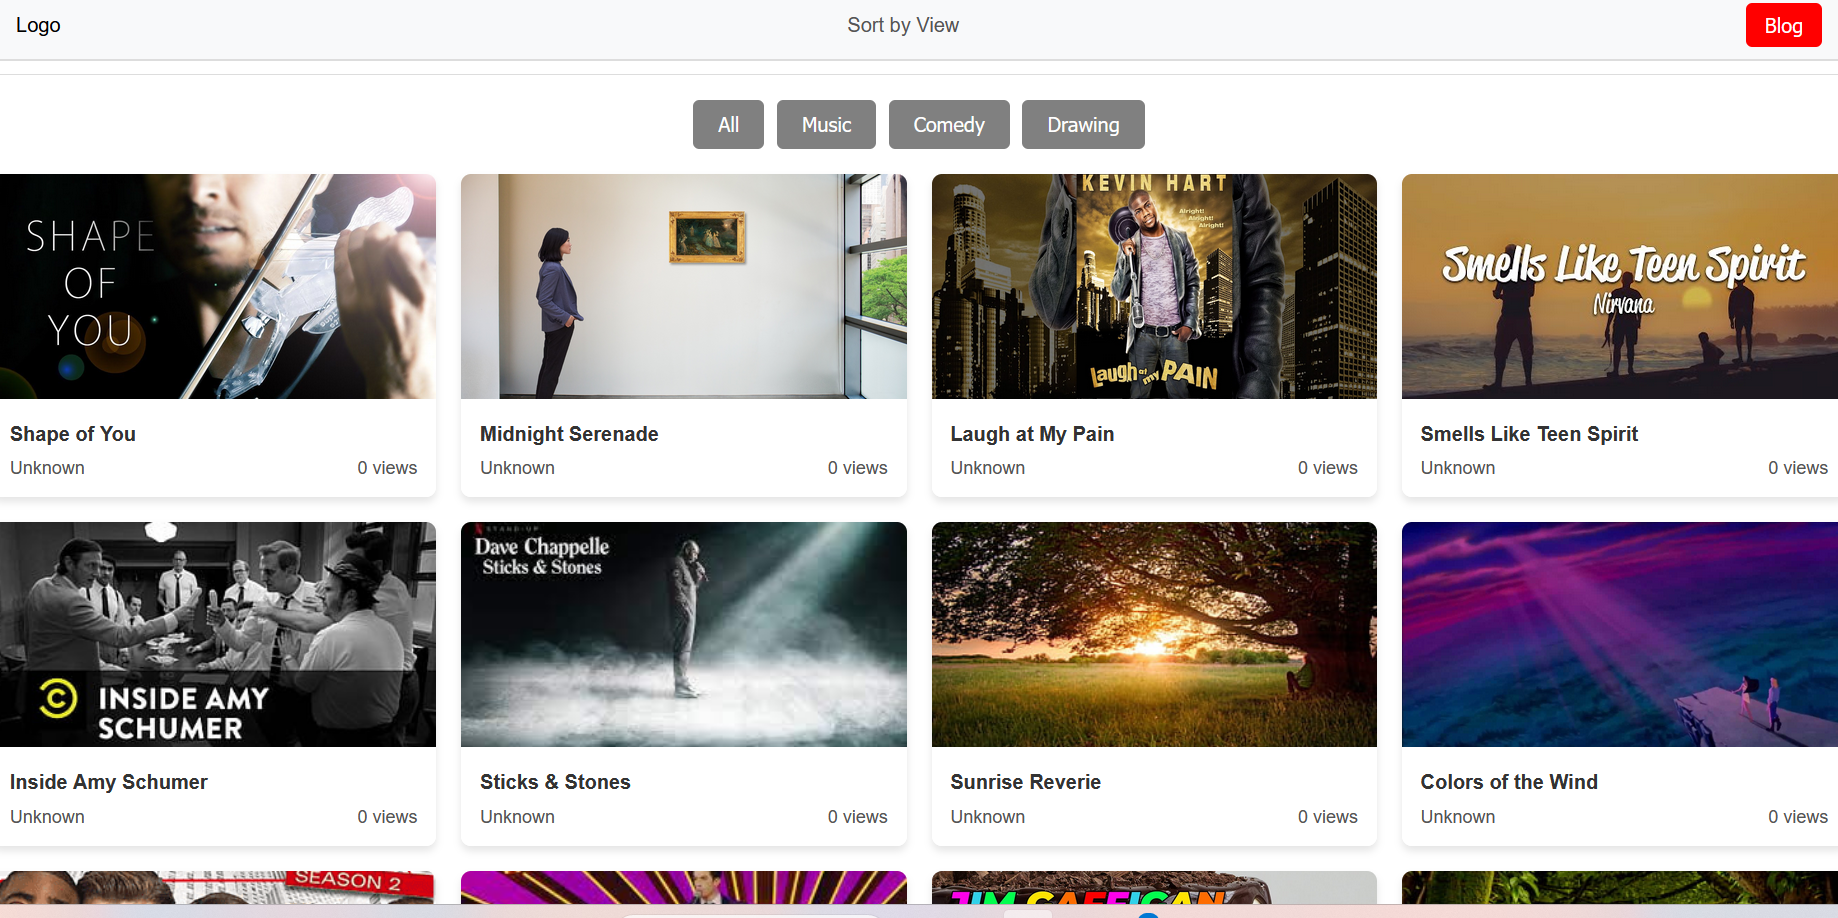 Logo
Sort by View
Blog
All
Music
Comedy
Drawing
SHAPE
OF
YOU
KEVIN HART
Alright!
Alright!
Alright!
Laugh at my PAIN
Smells Like Teen Spirit
Nirvana
Shape of You
Unknown
0 views
Midnight Serenade
Unknown
0 views
Laugh at My Pain
Unknown
0 views
Smells Like Teen Spirit
Unknown
0 views
INSIDE AMY
SCHUMER
STAND-UP
Dave Chappelle
Sticks & Stones
Inside Amy Schumer
Unknown
0 views
Sticks & Stones
Unknown
0 views
Sunrise Reverie
Unknown
0 views
Colors of the Wind
Unknown
0 views
SEASON 2
JIM GAFFIGAN